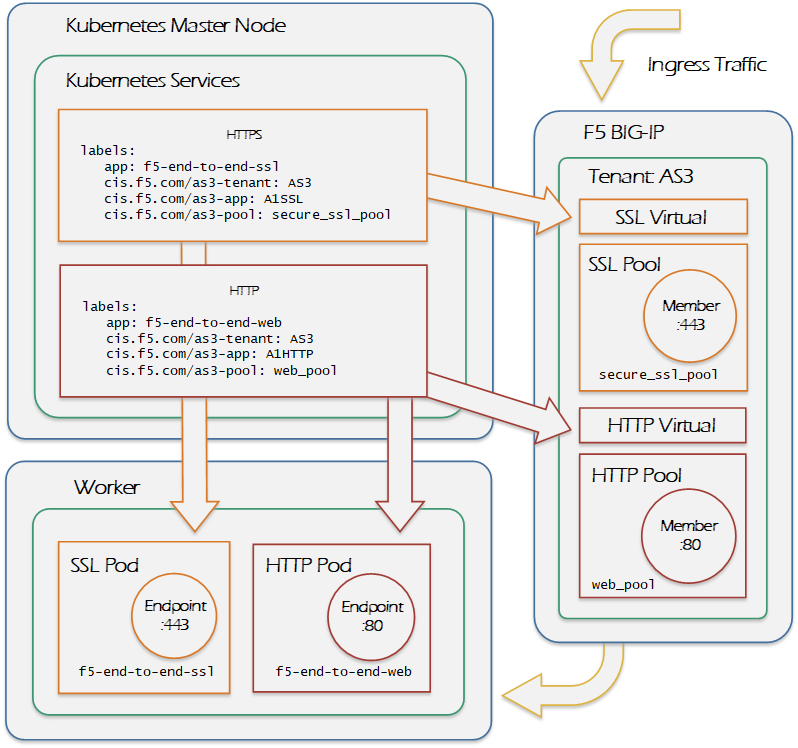 Kubernetes Master Node
Kubernetes Services
HTTPS
labels:
app: f5-end-to-end-ssl
cis.f5.com/as3-tenant: AS3
cis.f5.com/as3-app: A1SSL
cis.f5.com/as3-pool: secure_ssl_pool
HTTP
labels:
app: f5-end-to-end-web
cis.f5.com/as3-tenant: AS3
cis.f5.com/as3-app: A1HTTP
cis.f5.com/as3-pool: web_pool
Ingress Traffic
F5 BIG-IP
Tenant: AS3
SSL Virtual
SSL Pool
Member
:443
secure_ssl_pool
HTTP Virtual
HTTP Pool
Member
:80
web_pool
Worker
SSL Pod
Endpoint
:443
f5-end-to-end-ssl
HTTP Pod
Endpoint
:80
f5-end-to-end-web